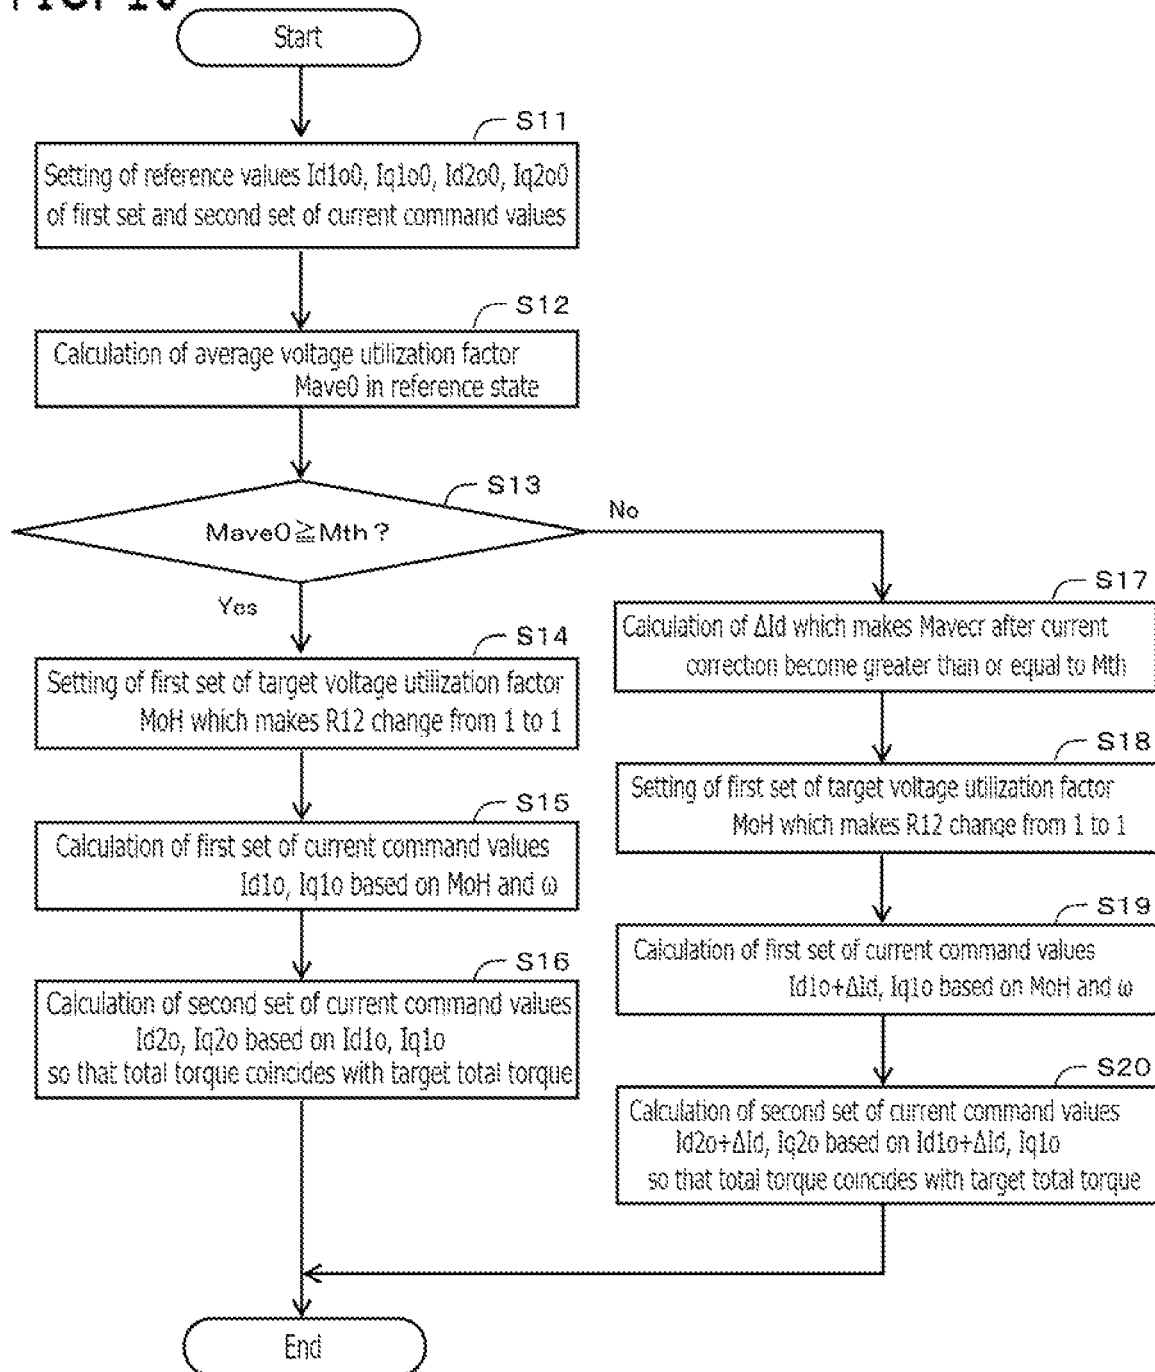 Start
S11
Setting of reference values Id1o0, Iq1o0, Id2o0, Iq2o0
of first set and second set of current command values
S12
Calculation of average voltage utilization factor
Mave0 in reference state
S13
Mave0≧Mth?
No
Yes
S14
Setting of first set of target voltage utilization factor
MoH which makes R12 change from 1 to 1
S15
Calculation of first set of current command values
Id1o, Iq1o based on MoH and ω
S16
Calculation of second set of current command values
Id2o, Iq2o based on Id1o, Iq1o
so that total torque coincides with target total torque
S17
Calculation of ΔId which makes Mavecr after current
correction become greater than or equal to Mth
S18
Setting of first set of target voltage utilization factor
MoH which makes R12 change from 1 to 1
S19
Calculation of first set of current command values
Id1o+ΔId, Iq1o based on MoH and ω
S20
Calculation of second set of current command values
Id2o+ΔId, Iq2o based on Id1o+ΔId, Iq1o
so that total torque coincides with target total torque
End